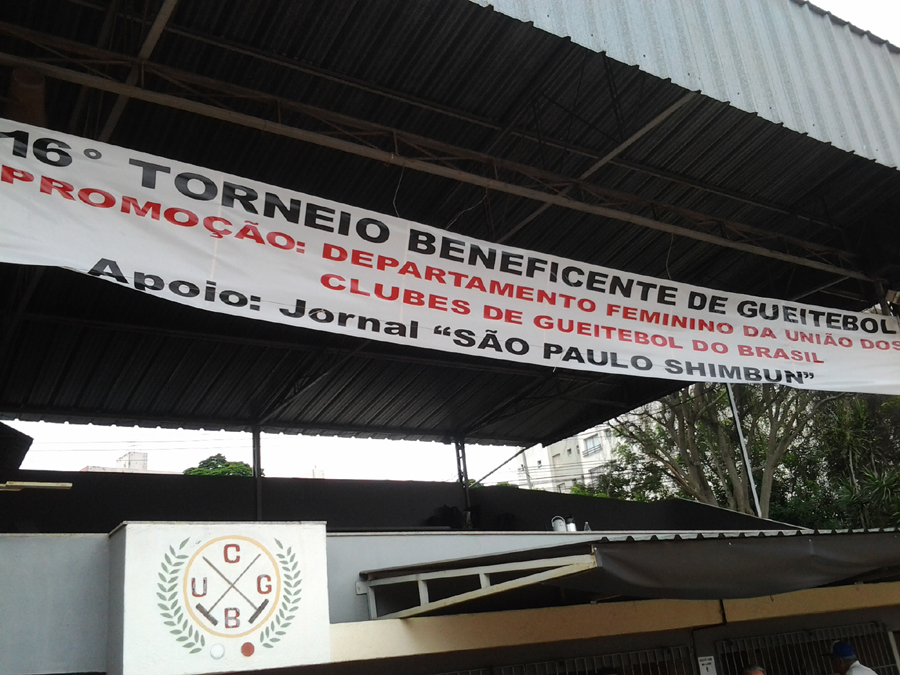 16° TORNEIO BENEFICENTE DE GUEITEBOL
PROMOÇÃO: DEPARTAMENTO FEMININO DA UNIÃO DOS
CLUBES DE GUEITEBOL DO BRASIL
Apoio: Jornal “SÃO PAULO SHIMBUN”
C
U G
B